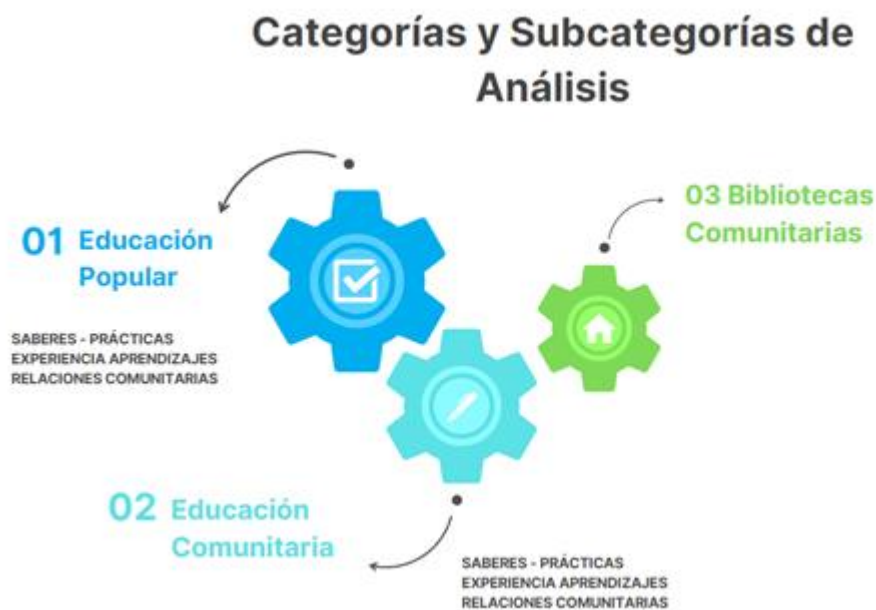 Categorías y Subcategorías de
Análisis
01 Educación
Popular
SABERES - PRÁCTICAS
EXPERIENCIA APRENDIZAJES
RELACIONES COMUNITARIAS
03 Bibliotecas
Comunitarias
02 Educación
Comunitaria
SABERES - PRÁCTICAS
EXPERIENCIA APRENDIZAJES
RELACIONES COMUNITARIAS